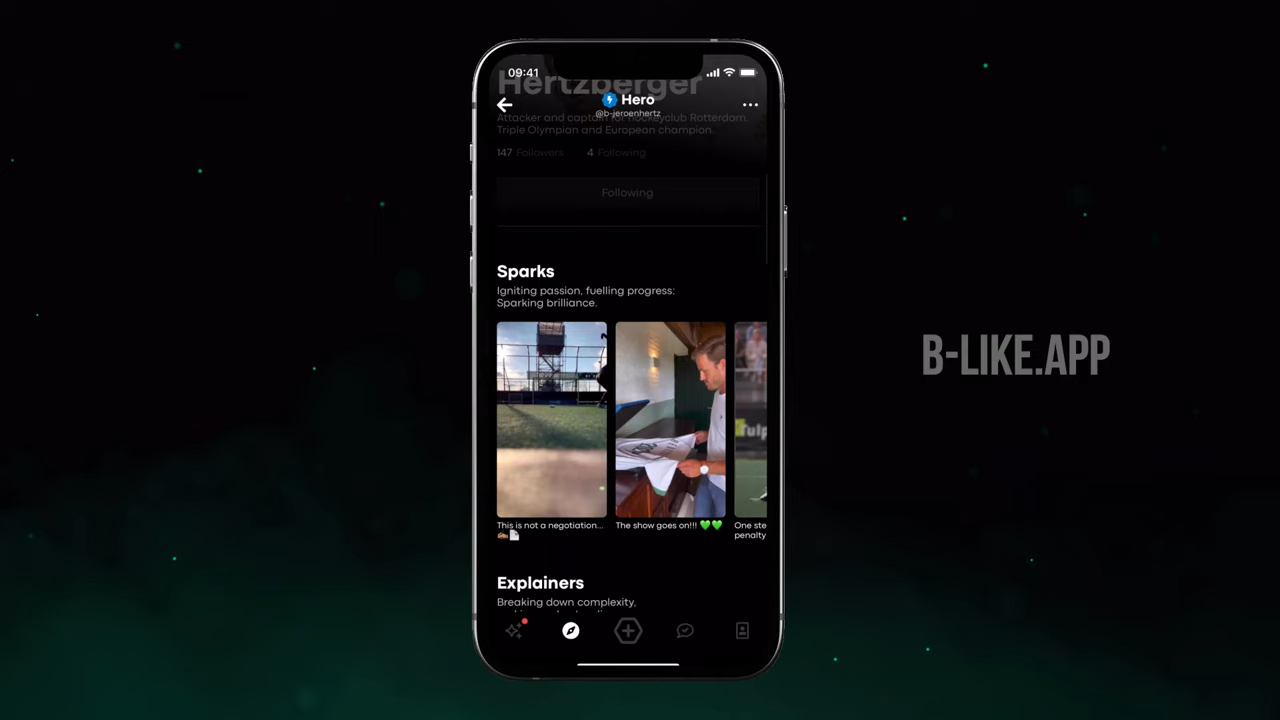 09:41
Hertzberger
Hero
@b-jeroenhertz
Attacker and captain for hockeyclub Rotterdam.
Triple Olympian and European champion.
147 Followers 4 Following
Following
Sparks
Igniting passion, fuelling progress:
Sparking brilliance.
Tulp
This is not a negotiation...
The show goes on!!! 💚💚
One ste
penalty
Explainers
Breaking down complexity,
B-LIKE.APP